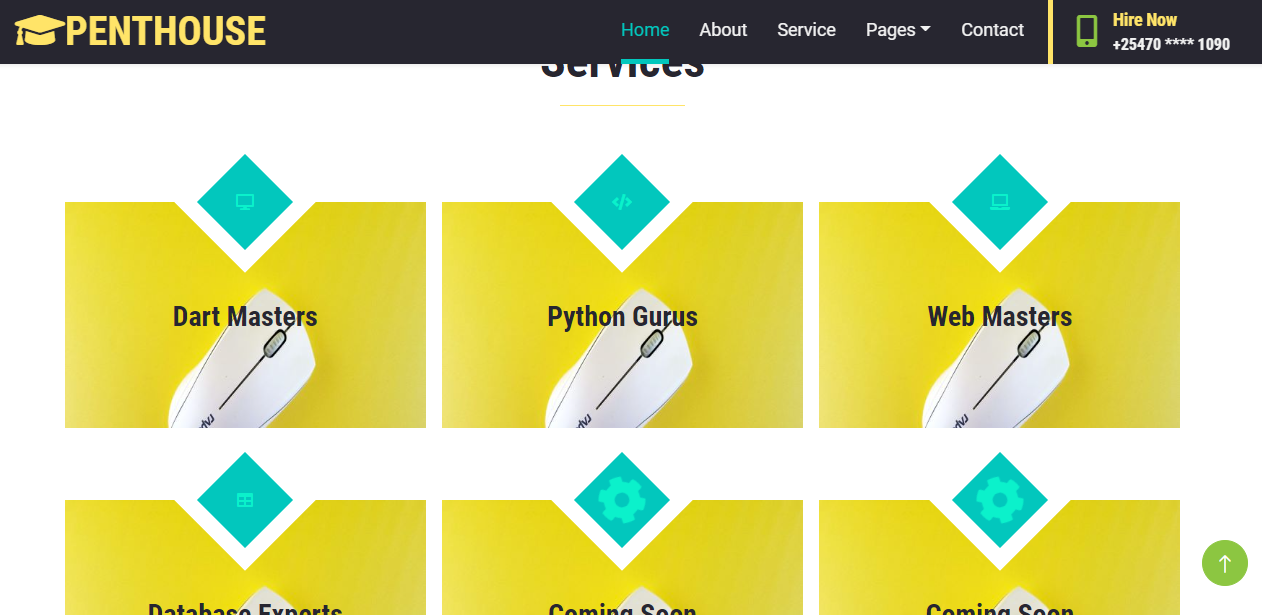 PENTHOUSE
Home About Service Pages Contact
Hire Now
+25470 **** 1090
Services
Dart Masters Python Gurus Web Masters
Database Experts Coming Soon Coming Soon